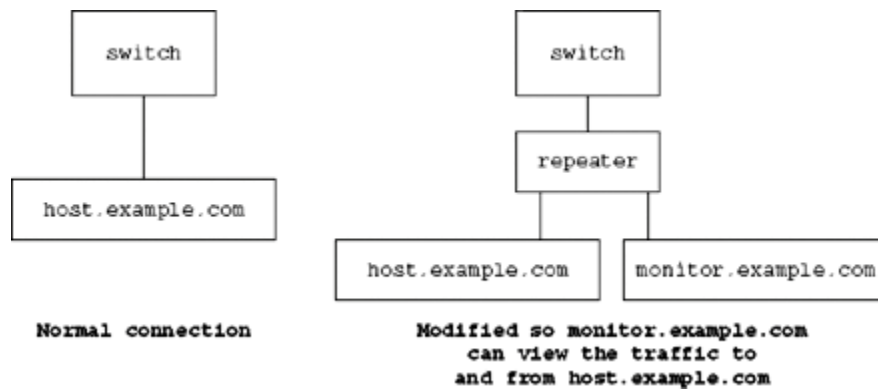 switch
host.example.com
Normal connection
switch
repeater
host.example.com
monitor.example.com
Modified so monitor.example.com
can view the traffic to
and from host.example.com